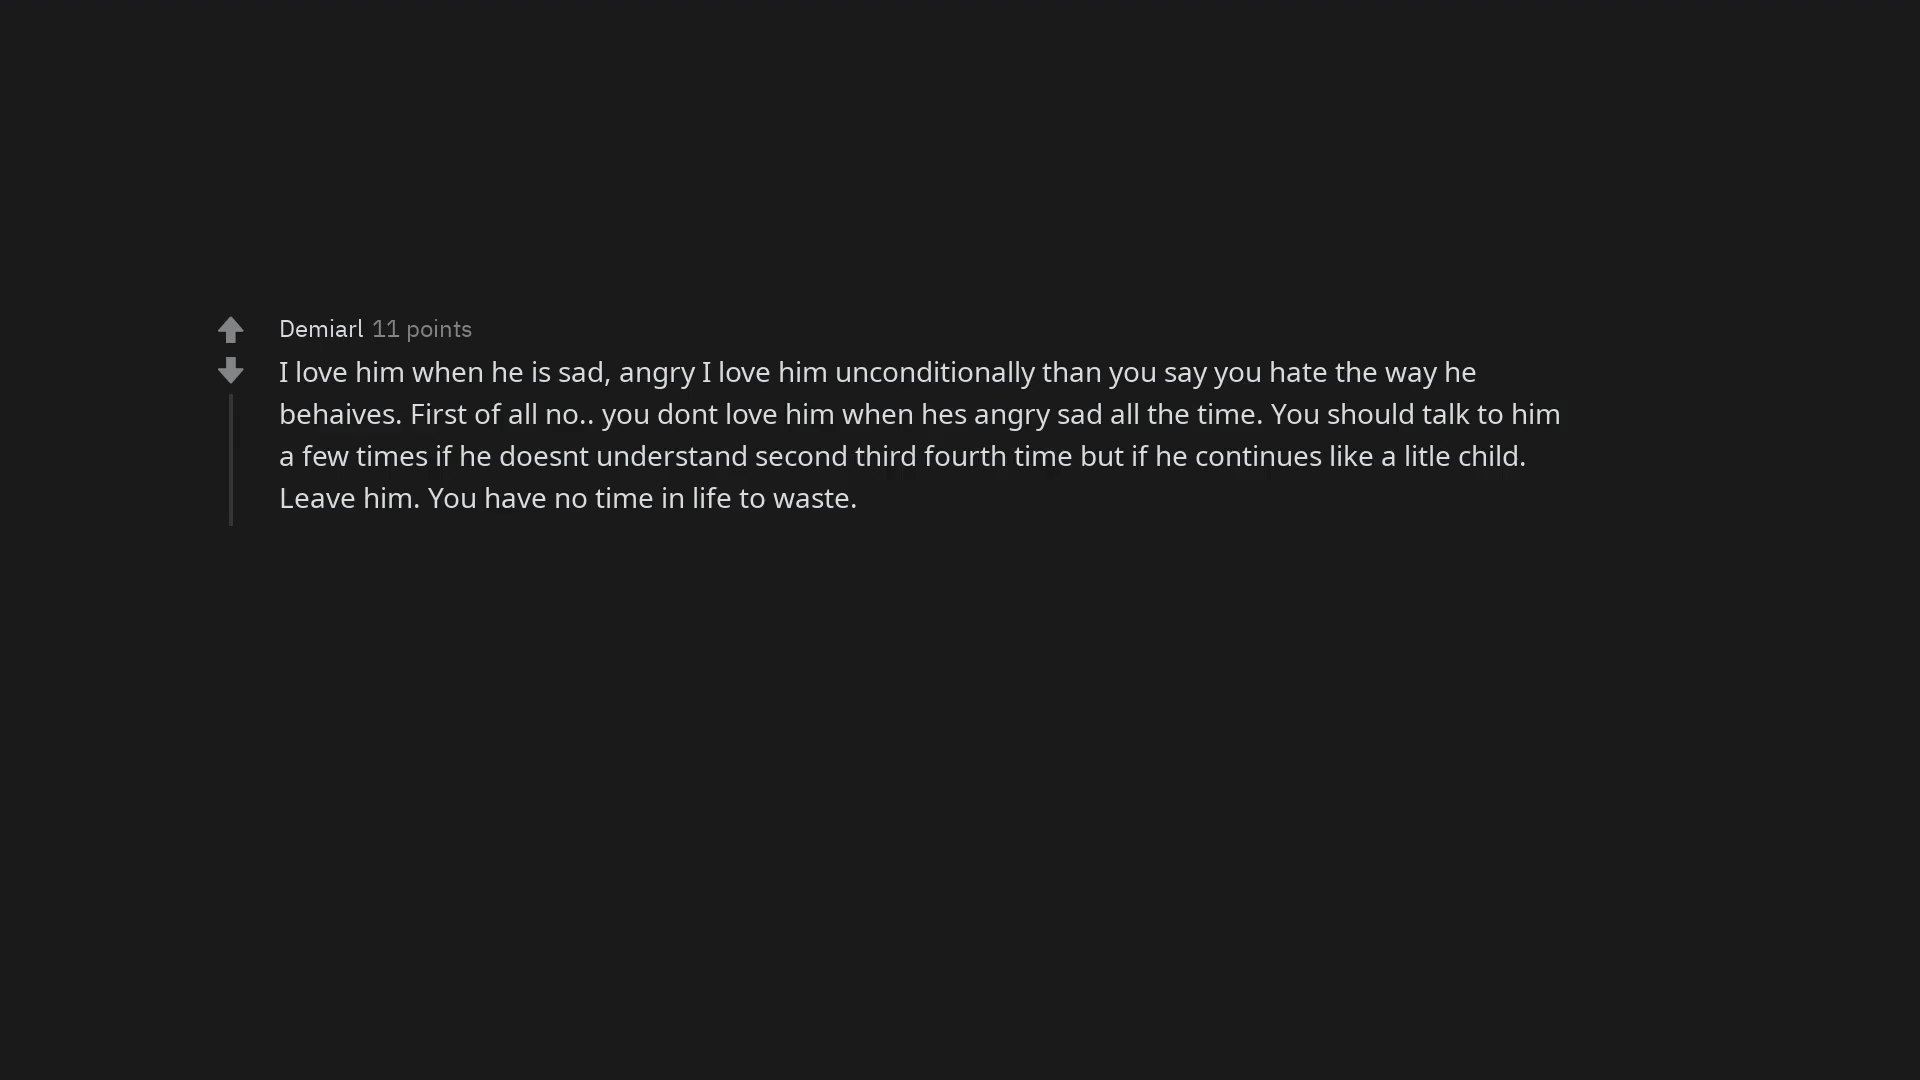 Demiarl 11 points
I love him when he is sad, angry I love him unconditionally than you say you hate the way he
behaives. First of all no.. you dont love him when hes angry sad all the time. You should talk to him
a few times if he doesnt understand second third fourth time but if he continues like a litle child.
Leave him. You have no time in life to waste.